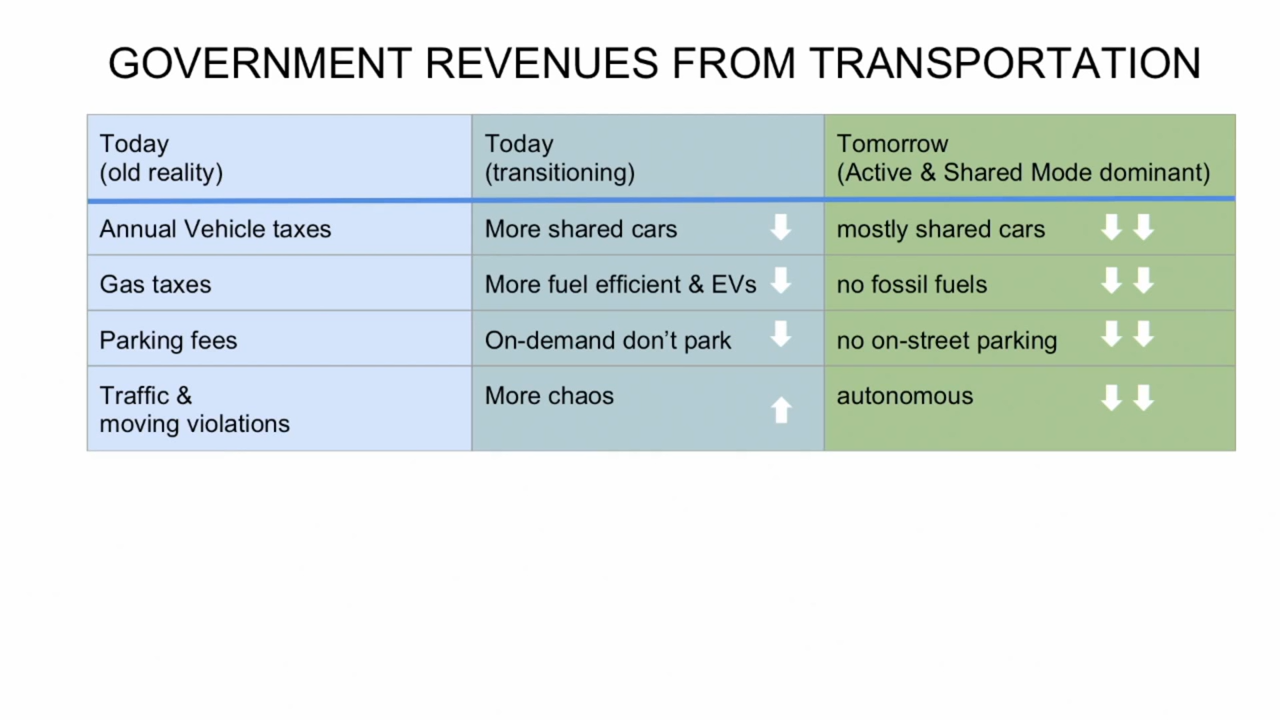 GOVERNMENT REVENUES FROM TRANSPORTATION
Today
(old reality)
Today
(transitioning)
Tomorrow
(Active & Shared Mode dominant)
Annual Vehicle taxes
More shared cars
mostly shared cars
Gas taxes
More fuel efficient & EVs
no fossil fuels
Parking fees
On-demand don’t park
no on-street parking
Traffic &
moving violations
More chaos
autonomous